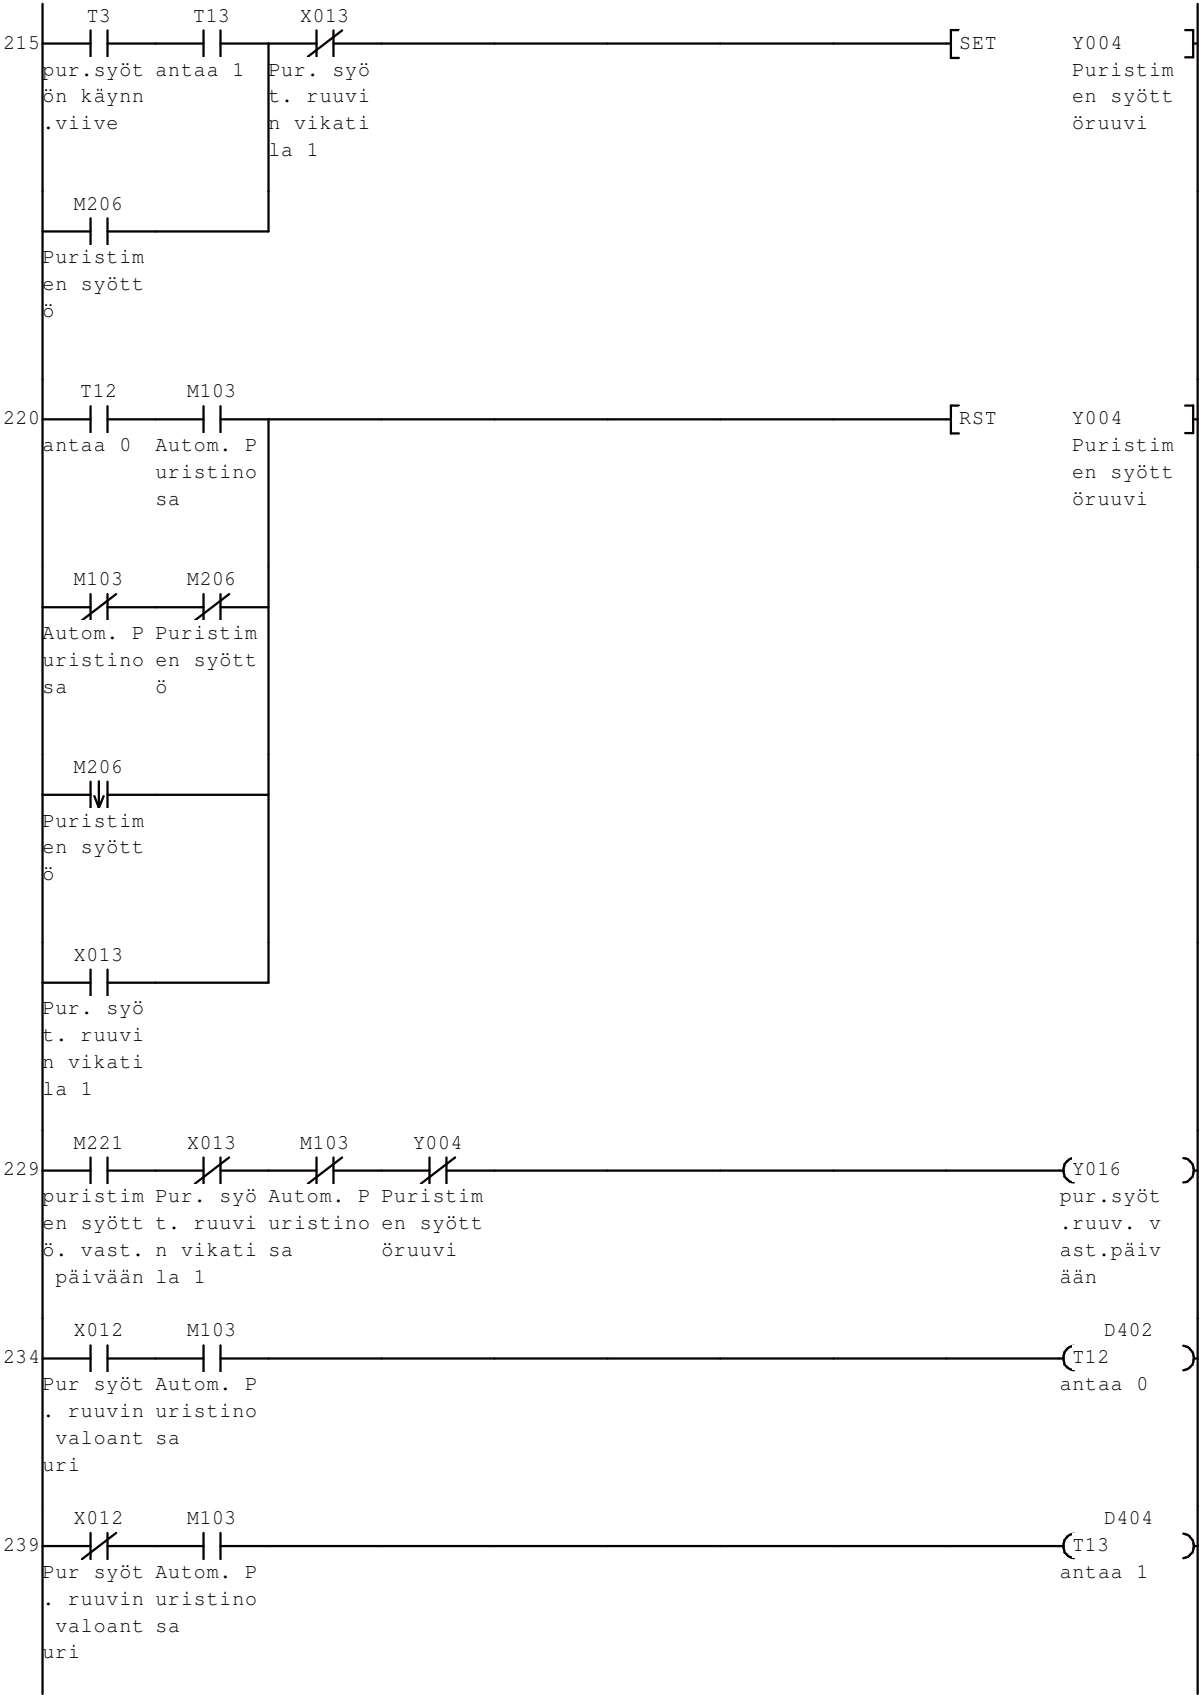 T3 T13 X013
215 SET Y004
pur.syöt antaa 1 Pur. syö Puristim
ön käynn t. ruuvi en syött
.viive n vikati öruuvi
la 1
M206
Puristim
en syött
ö
T12 M103
220 RST Y004
antaa 0 Autom. P Puristim
uristino en syött
sa öruuvi
M103 M206
Autom. P Puristim
uristino en syött
sa ö
M206
Puristim
en syött
ö
X013
Pur. syö
t. ruuvi
n vikati
la 1
M221 X013 M103 Y004
229 Y016
puristim Pur. syö Autom. P Puristim pur.syöt
en syött t. ruuvi uristino en syött .ruuv. v
ö. vast. n vikati sa öruuvi ast.päiv
päivään la 1 ään
X012 M103 D402
234 T12
Pur syöt Autom. P antaa 0
. ruuvin uristino
valoant sa
uri
X012 M103 D404
239 T13
Pur syöt Autom. P antaa 1
. ruuvin uristino
valoant sa
uri